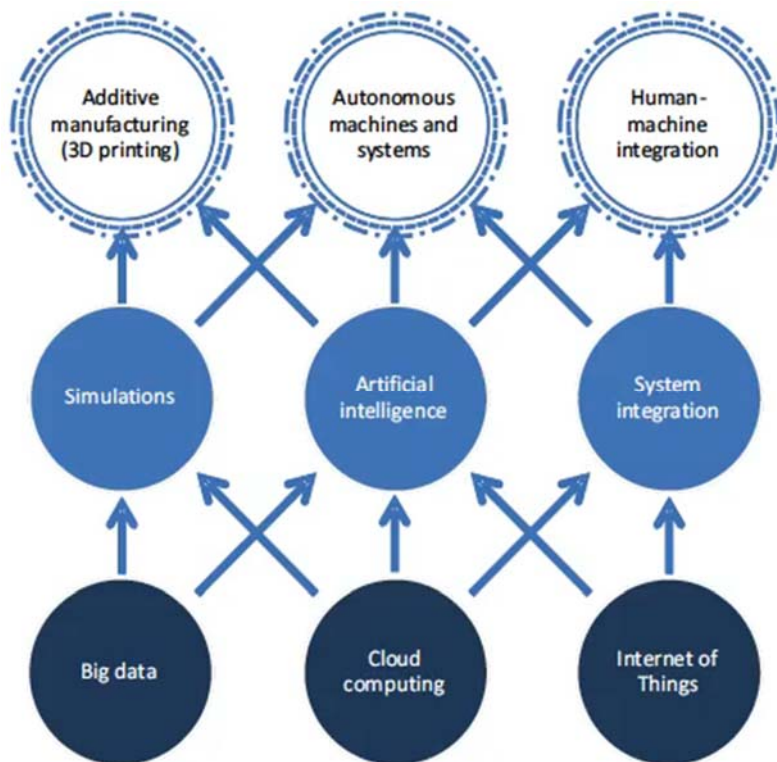 Additive
manufacturing
(3D printing)
Autonomous
machines and
systems
Human-
machine
integration
Simulations
Artificial
intelligence
System
integration
Big data
Cloud
computing
Internet of
Things